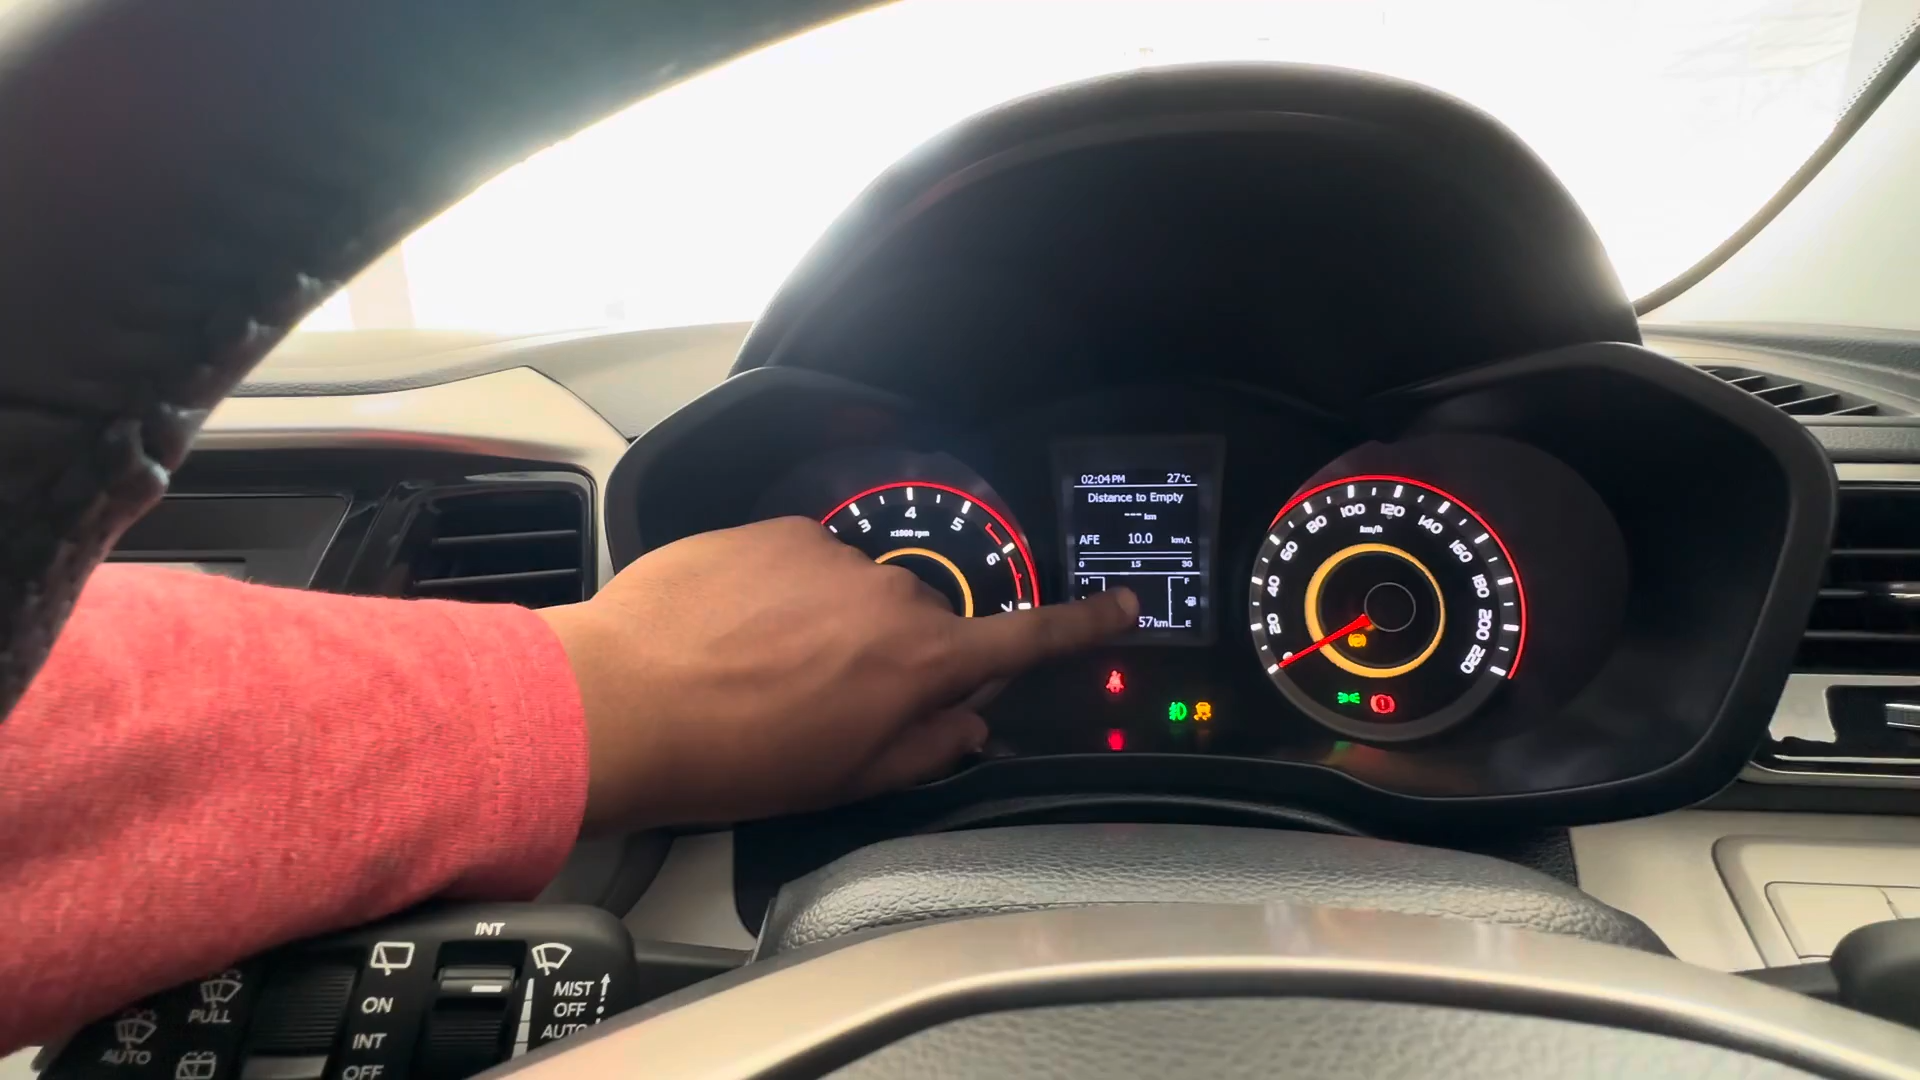 02:04 PM 27°C
Distance to Empty
--- km
AFE 10.0 km/L
0 15 30
H F
57km E
3 4 5 6 7
x1000 rpm
0 20 40 60 80 100 120 140 160 180 200 220
km/h
INT
ON
INT
OFF
MIST
OFF
AUTO
PULL
AUTO